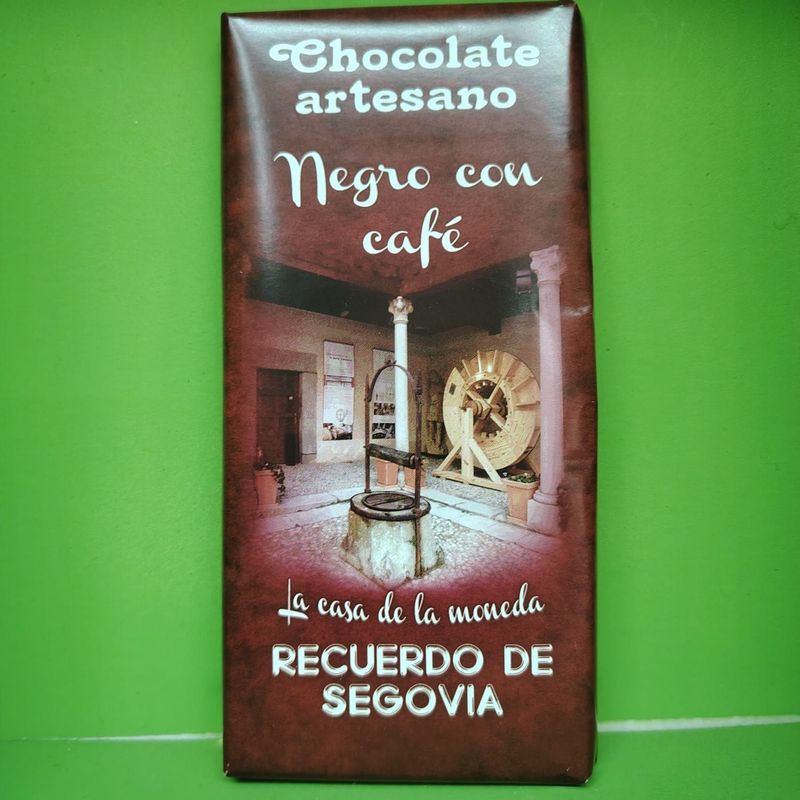 Chocolate
artesano
Negro con
café
La casa de la moneda
RECUERDO DE
SEGOVIA